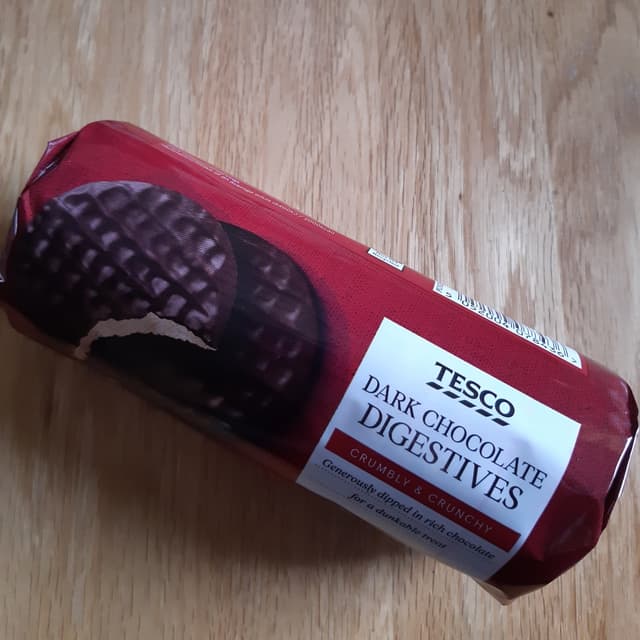 TESCO
DARK CHOCOLATE
DIGESTIVES
CRUMBLY & CRUNCHY
Generously dipped in rich chocolate
for a dunkable treat